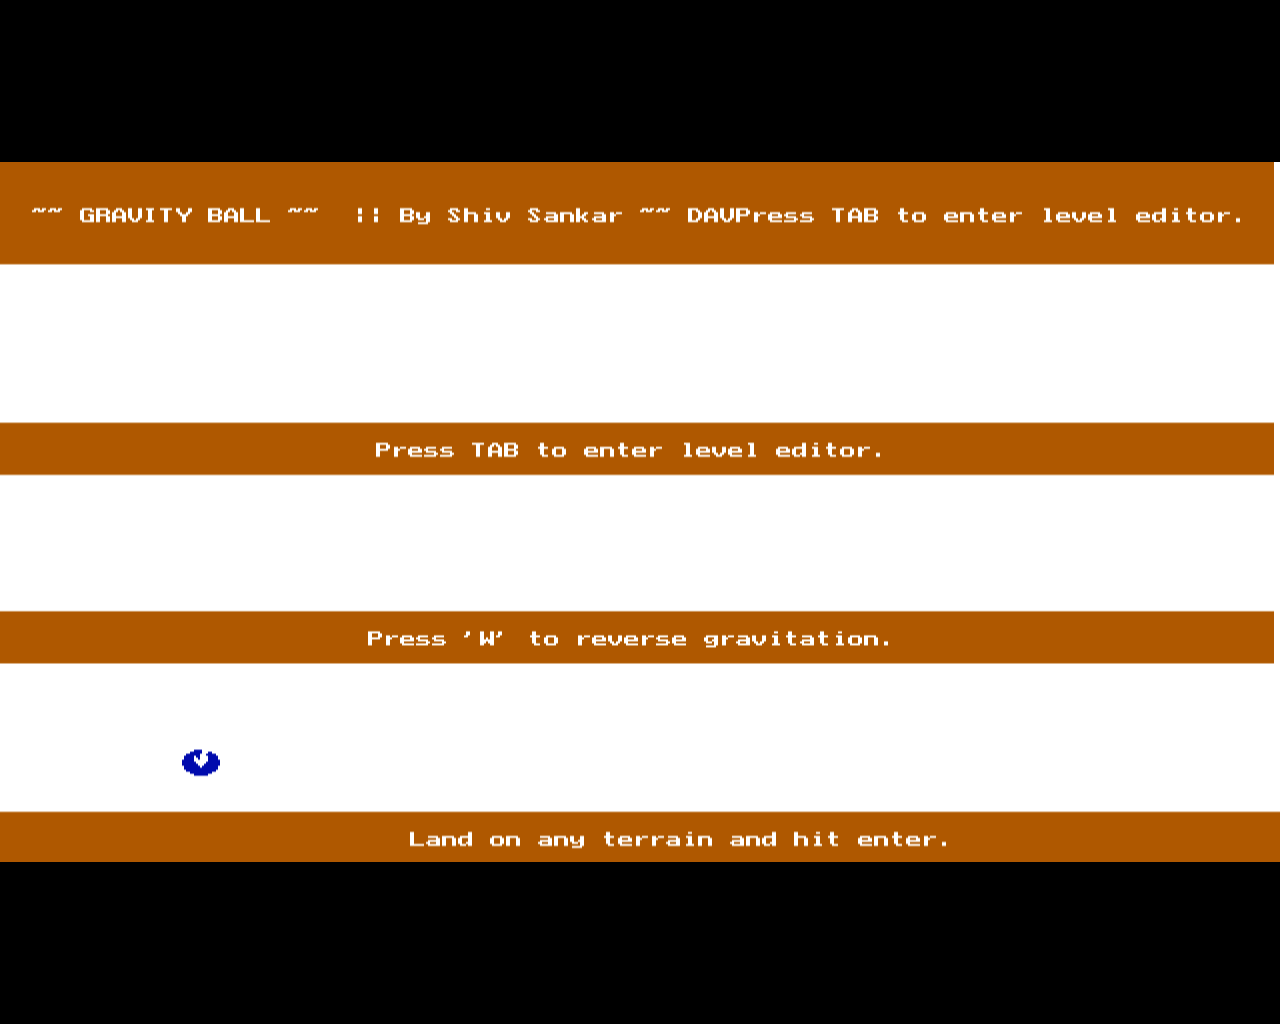 ~~ GRAVITY BALL ~~  :: By Shiv Sankar ~~ DAVPress TAB to enter level editor.
Press TAB to enter level editor.
Press 'W' to reverse gravitation.
Land on any terrain and hit enter.